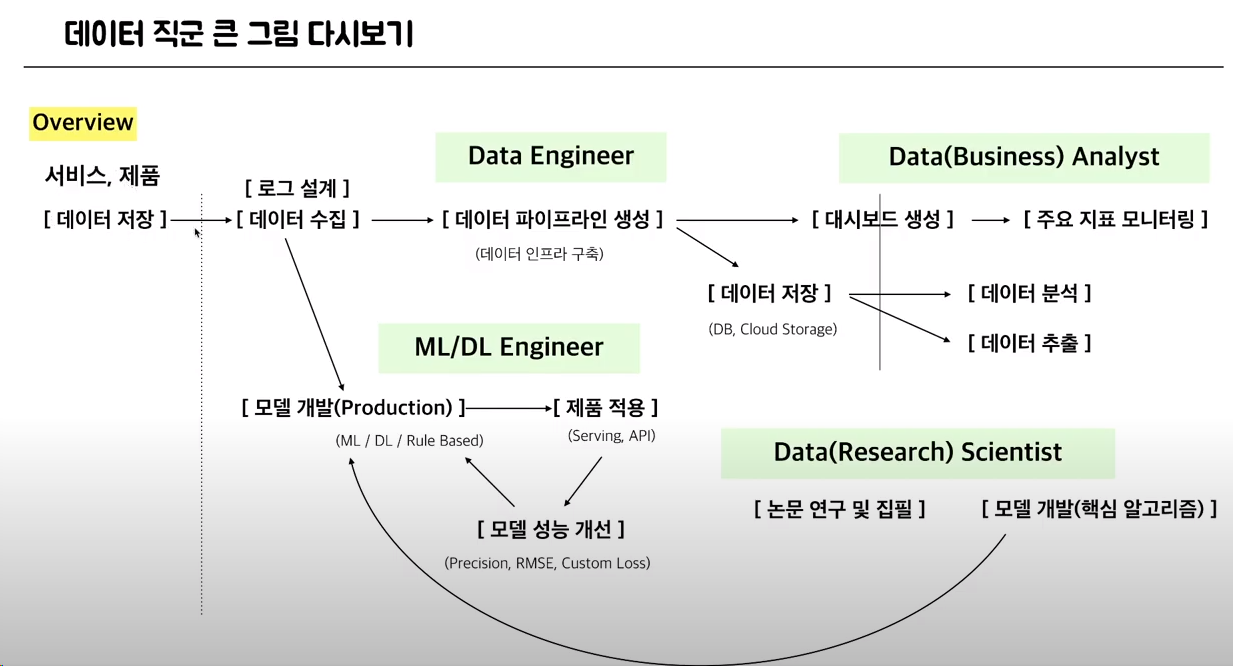 데이터 직군 큰 그림 다시보기
Overview
서비스, 제품
[ 데이터 저장 ]
[ 로그 설계 ]
[ 데이터 수집 ]
Data Engineer
[ 데이터 파이프라인 생성 ]
(데이터 인프라 구축)
Data(Business) Analyst
[ 대시보드 생성 ]
[ 주요 지표 모니터링 ]
[ 데이터 저장 ]
(DB, Cloud Storage)
[ 데이터 분석 ]
[ 데이터 추출 ]
ML/DL Engineer
[ 모델 개발(Production) ]
(ML / DL / Rule Based)
[ 제품 적용 ]
(Serving, API)
[ 모델 성능 개선 ]
(Precision, RMSE, Custom Loss)
Data(Research) Scientist
[ 논문 연구 및 집필 ]
[ 모델 개발(핵심 알고리즘) ]